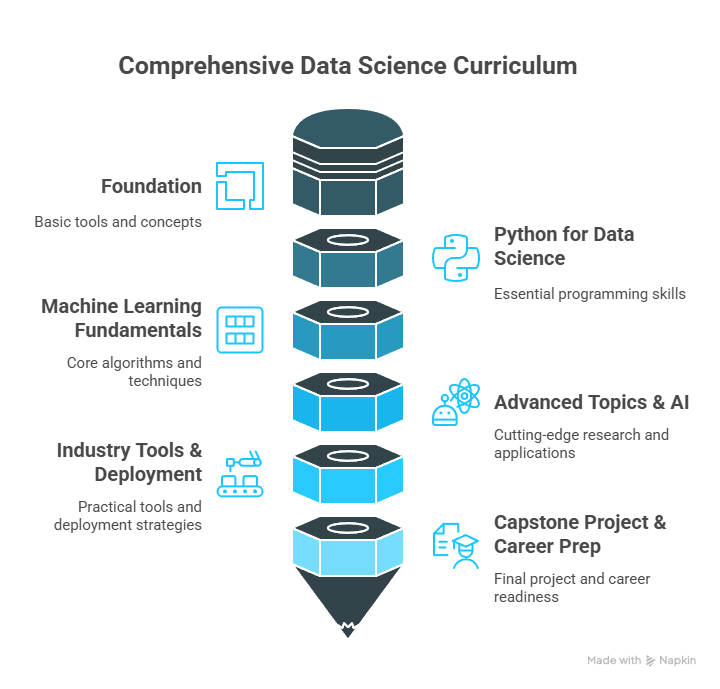 Comprehensive Data Science Curriculum
Foundation
Basic tools and concepts
Python for Data
Science
Essential programming skills
Machine Learning
Fundamentals
Core algorithms and
techniques
Advanced Topics & AI
Cutting-edge research and
applications
Industry Tools &
Deployment
Practical tools and
deployment strategies
Capstone Project &
Career Prep
Final project and career
readiness
Made with Napkin